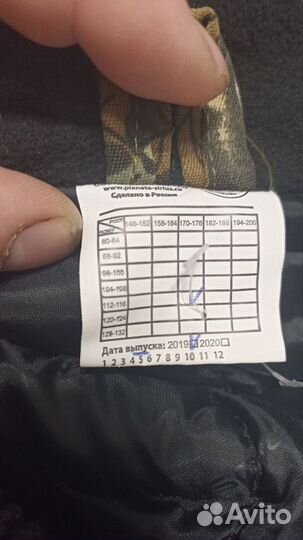 www.planeta-sirius.ru
Сделано в России
РОСТ 146-152 158-164 170-176 182-188 194-200
РАЗМЕР
80-84
88-92
96-100
104-108
112-116
120-124
128-132
Дата выпуска: 2019 2020
1 2 3 4 5 6 7 8 9 10 11 12
Avito